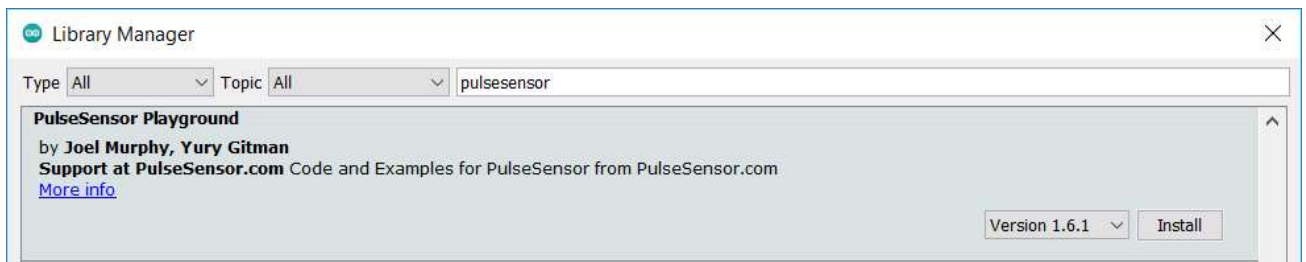 Library Manager
Type All Topic All pulsesensor
PulseSensor Playground
by Joel Murphy, Yury Gitman
Support at PulseSensor.com Code and Examples for PulseSensor from PulseSensor.com
More info
Version 1.6.1 Install